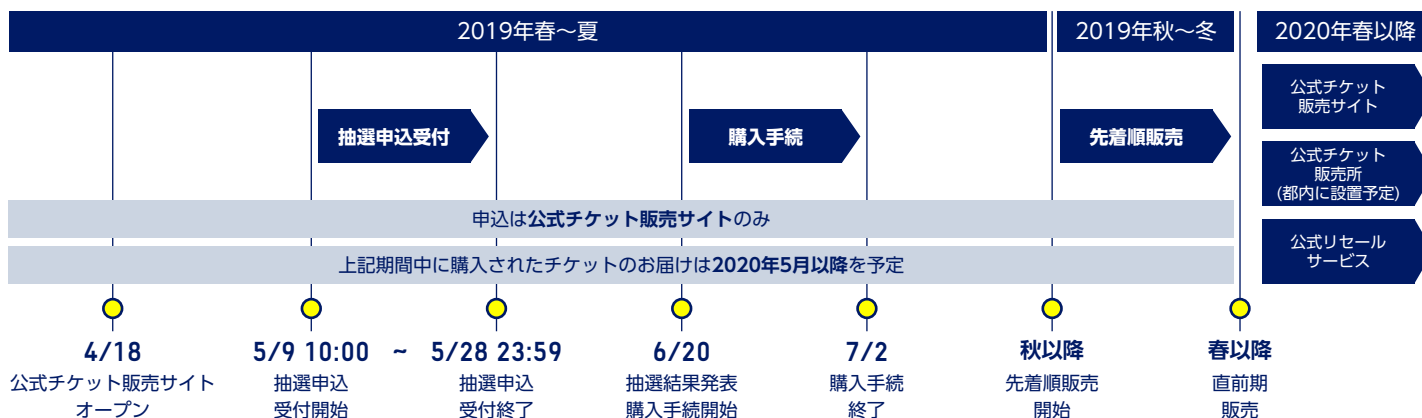 2019年春～夏
2019年秋～冬
2020年春以降
抽選申込受付
購入手続
先着順販売
公式チケット
販売サイト
公式チケット
販売所
(都内に設置予定)
公式リセール
サービス
申込は公式チケット販売サイトのみ
上記期間中に購入されたチケットのお届けは2020年5月以降を予定
4/18
公式チケット販売サイト
オープン
5/9 10:00
抽選申込
受付開始
~
5/28 23:59
抽選申込
受付終了
6/20
抽選結果発表
購入手続開始
7/2
購入手続
終了
秋以降
先着順販売
開始
春以降
直前期
販売